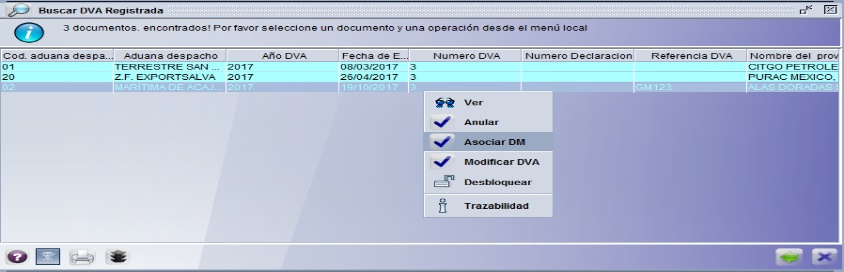 Buscar DVA Registrada
3 documentos. encontrados! Por favor seleccione un documento y una operación desde el menú local
Cod. aduana despa... Aduana despacho Año DVA Fecha de E... Numero DVA Numero Declaracion Referencia DVA Nombre del prov
01 TERRESTRE SAN ... 2017 08/03/2017 3 CITGO PETROLE
20 Z.F. EXPORTSALVA 2017 26/04/2017 3 PURAC MEXICO,
02 MARITIMA DE ACAJ... 2017 19/10/2017 3 GM123 ALAS DORADAS S
Ver
Anular
Asociar DM
Modificar DVA
Desbloquear
Trazabilidad